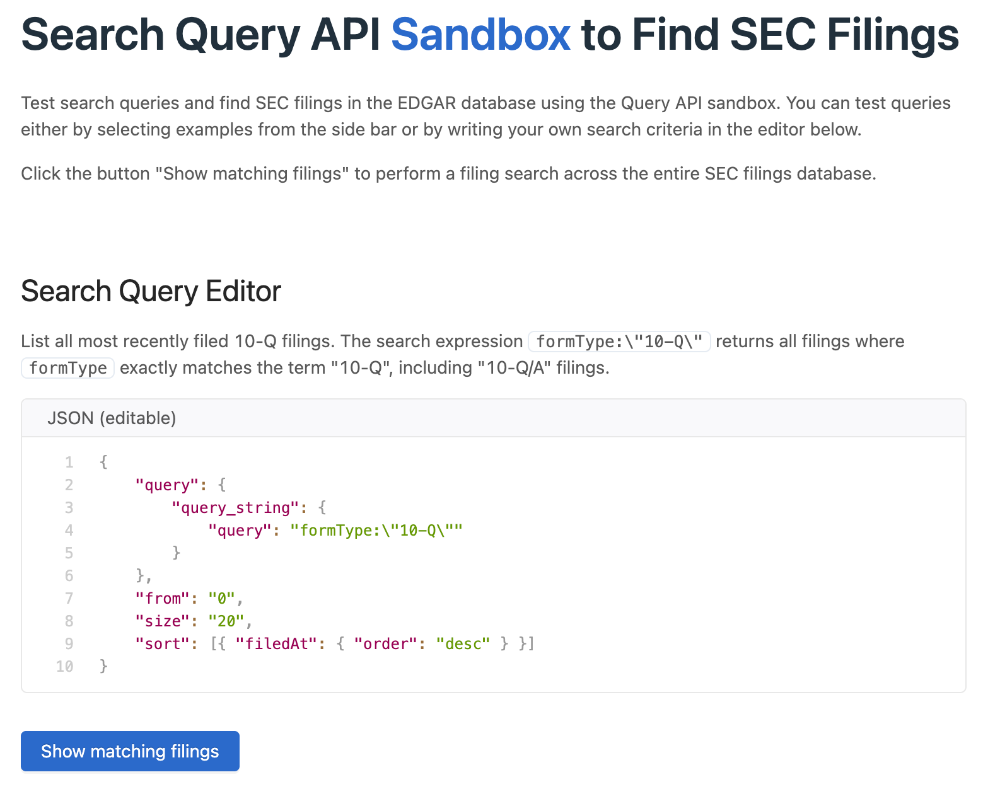 Search Query API Sandbox to Find SEC Filings
Test search queries and find SEC filings in the EDGAR database using the Query API sandbox. You can test queries
either by selecting examples from the side bar or by writing your own search criteria in the editor below.
Click the button "Show matching filings" to perform a filing search across the entire SEC filings database.
Search Query Editor
List all most recently filed 10-Q filings. The search expression formType:\"10-Q\" returns all filings where
formType exactly matches the term "10-Q", including "10-Q/A" filings.
JSON (editable)
1 {
2     "query": {
3         "query_string": {
4             "query": "formType:\"10-Q\""
5         }
6     },
7     "from": "0",
8     "size": "20",
9     "sort": [{ "filedAt": { "order": "desc" } }]
10 }
Show matching filings